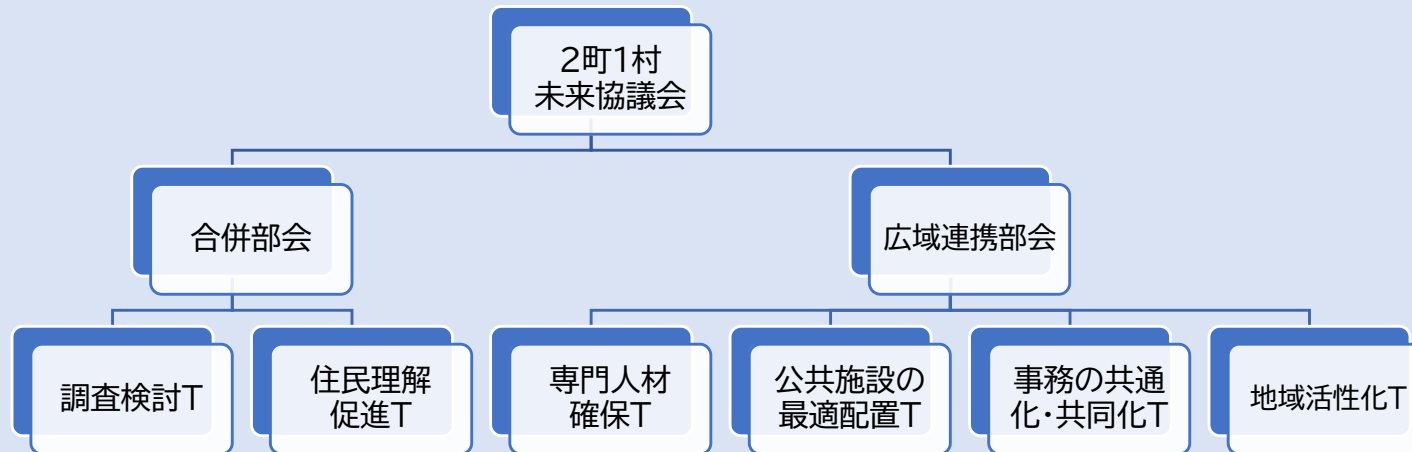 2町1村
未来協議会
合併部会
広域連携部会
調査検討T
住民理解
促進T
専門人材
確保T
公共施設の
最適配置T
事務の共通
化・共同化T
地域活性化T